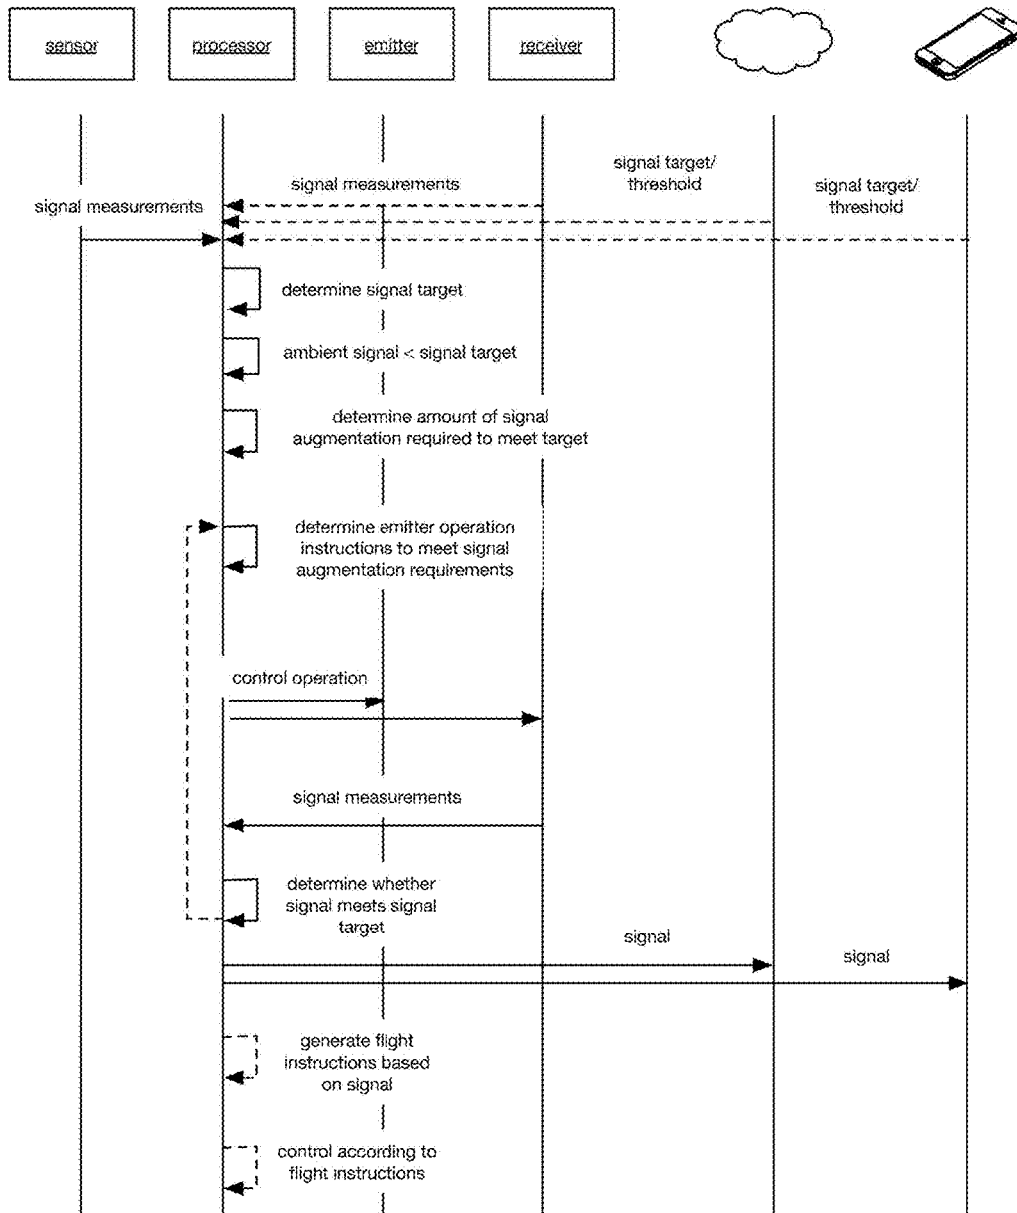 sensor
processor
emitter
receiver
signal target/
threshold
signal target/
threshold
signal measurements
signal measurements
determine signal target
ambient signal < signal target
determine amount of signal
augmentation required to meet target
determine emitter operation
instructions to meet signal
augmentation requirements
control operation
signal measurements
determine whether
signal meets signal
target
signal
signal
generate flight
instructions based
on signal
control according to
flight instructions